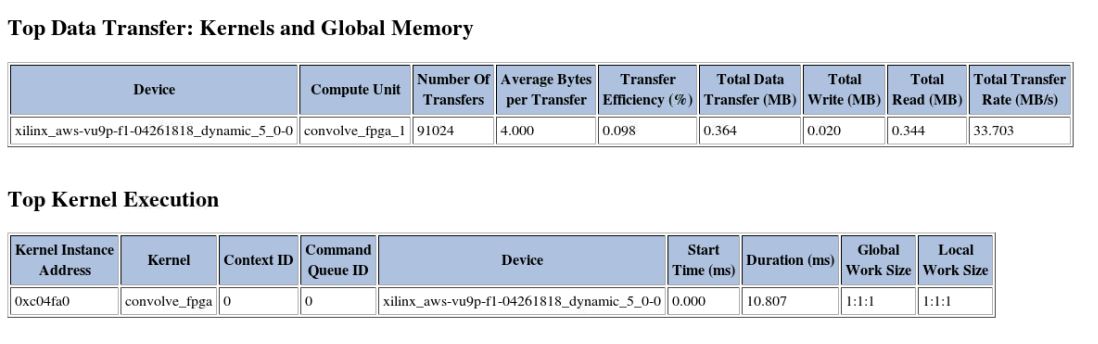 Top Data Transfer: Kernels and Global Memory
Device Compute Unit Number Of Transfers Average Bytes per Transfer Transfer Efficiency (%) Total Data Transfer (MB) Total Write (MB) Total Read (MB) Total Transfer Rate (MB/s)
xilinx_aws-vu9p-f1-04261818_dynamic_5_0-0 convolve_fpga_1 91024 4.000 0.098 0.364 0.020 0.344 33.703
Top Kernel Execution
Kernel Instance Address Kernel Context ID Command Queue ID Device Start Time (ms) Duration (ms) Global Work Size Local Work Size
0xc04fa0 convolve_fpga 0 0 xilinx_aws-vu9p-f1-04261818_dynamic_5_0-0 0.000 10.807 1:1:1 1:1:1